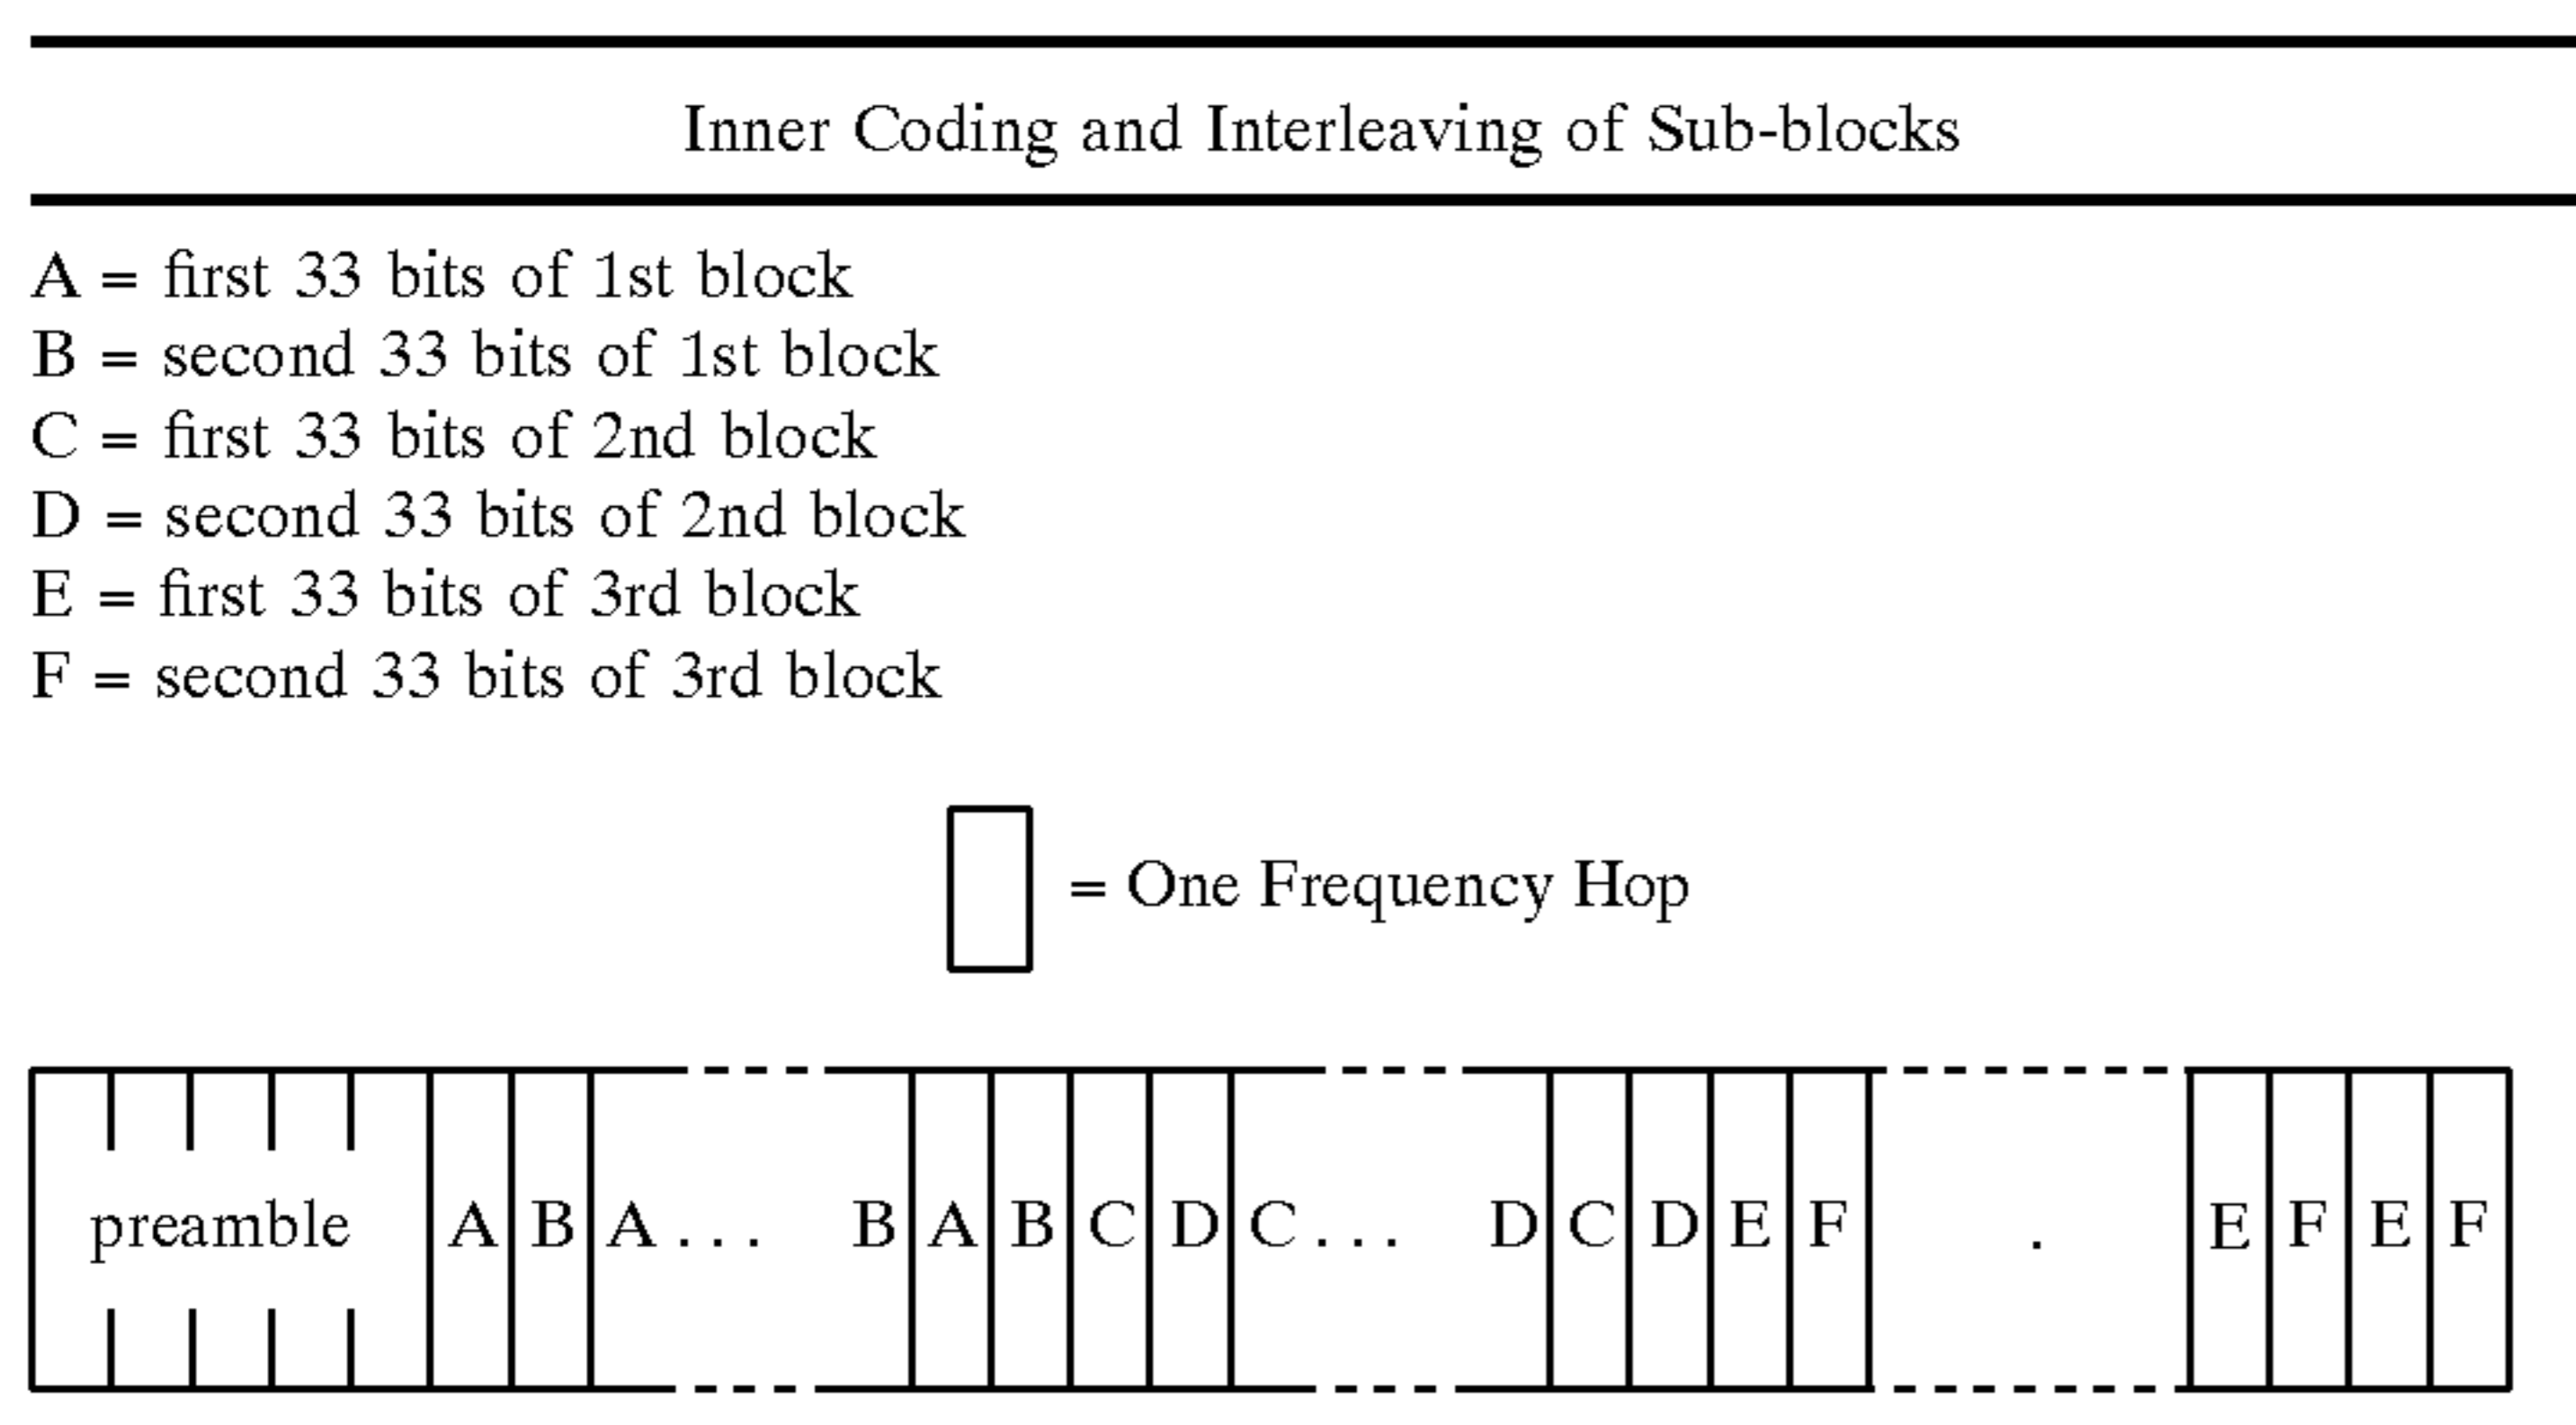 Inner Coding and Interleaving of Sub-blocks
A = first 33 bits of 1st block
B = second 33 bits of 1st block
C = first 33 bits of 2nd block
D = second 33 bits of 2nd block
E = first 33 bits of 3rd block
F = second 33 bits of 3rd block
= One Frequency Hop
preamble A B A . . . B A B C D C . . . D C D E F . E F E F